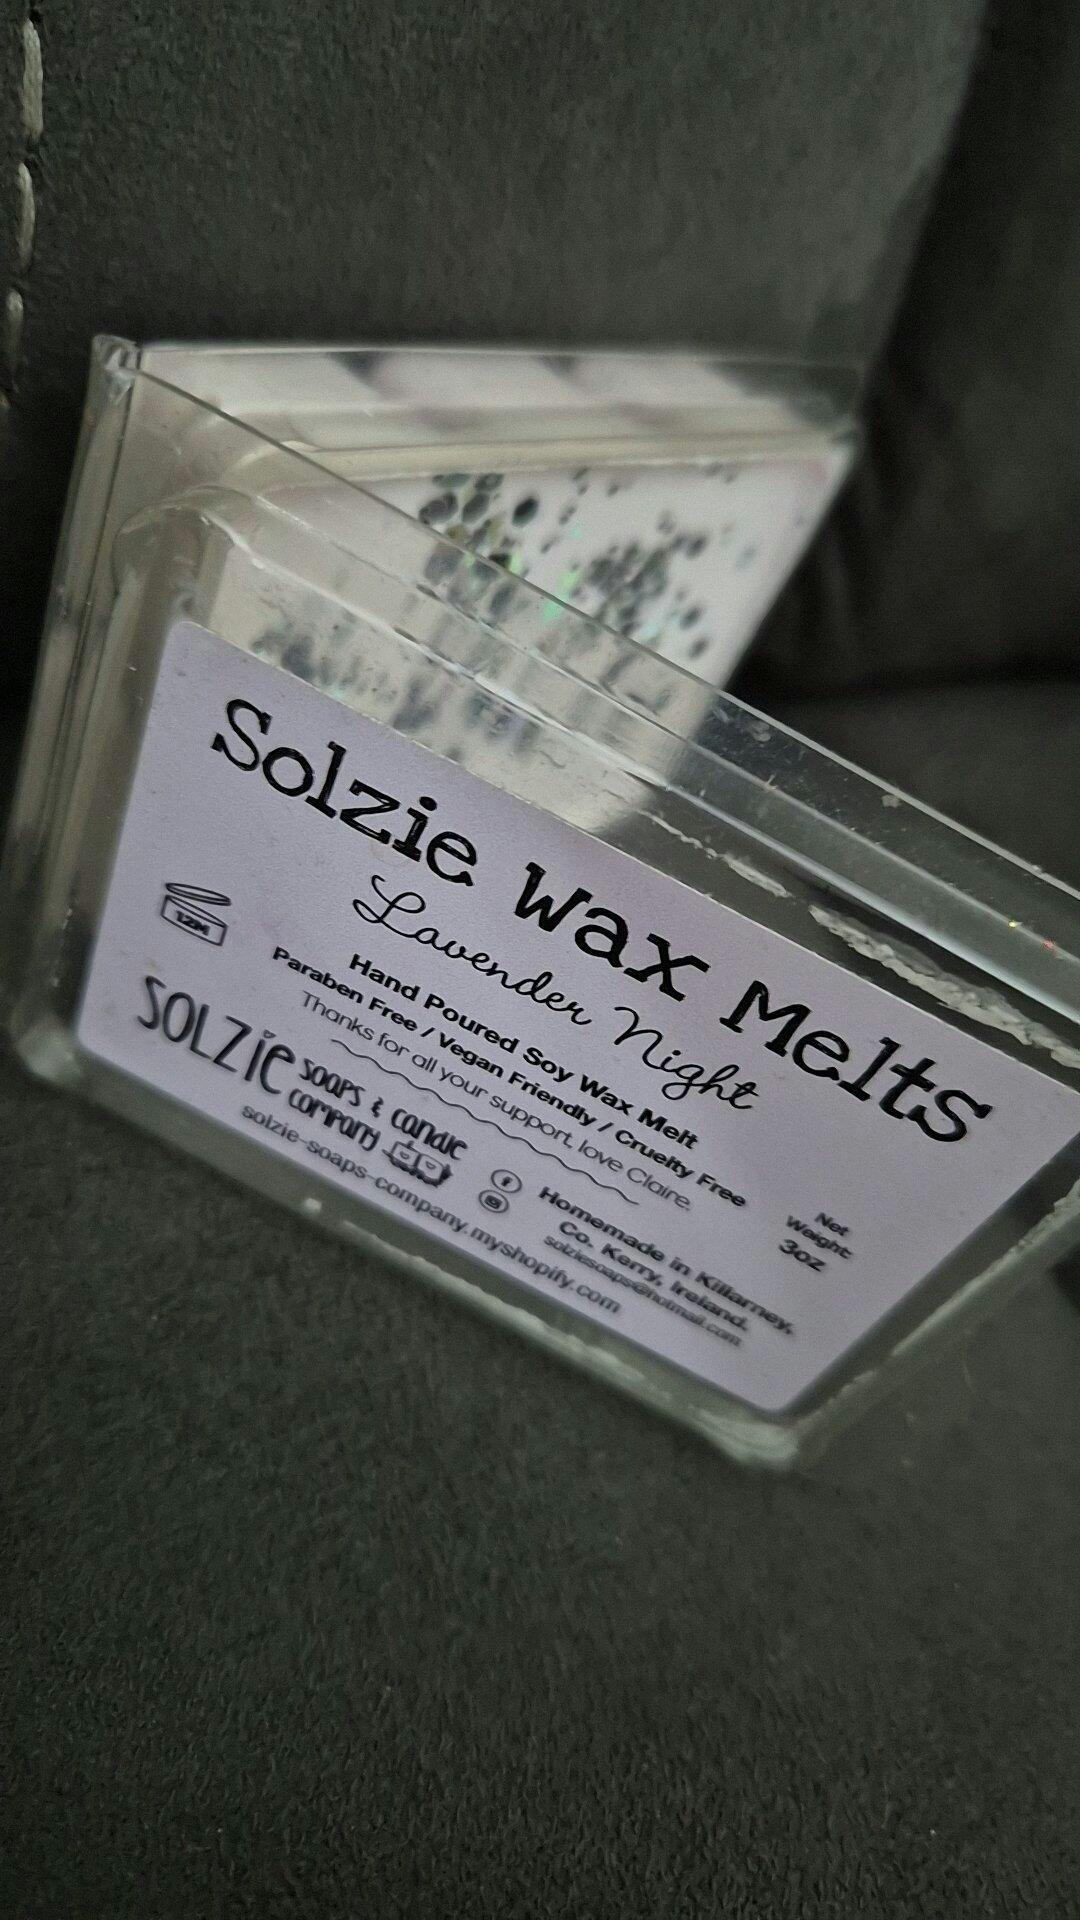 Solzie Wax Melts
Lavender Night
Hand Poured Soy Wax Melt
Paraben Free / Vegan Friendly / Cruelty Free
Thanks for all your support, love Claire.
12M
SOLZie soaps & candle
company
solzie-soaps-company.myshopify.com
Homemade in Killarney,
Co. Kerry, Ireland.
solziesoaps@hotmail.com
Net
Weight:
3oz